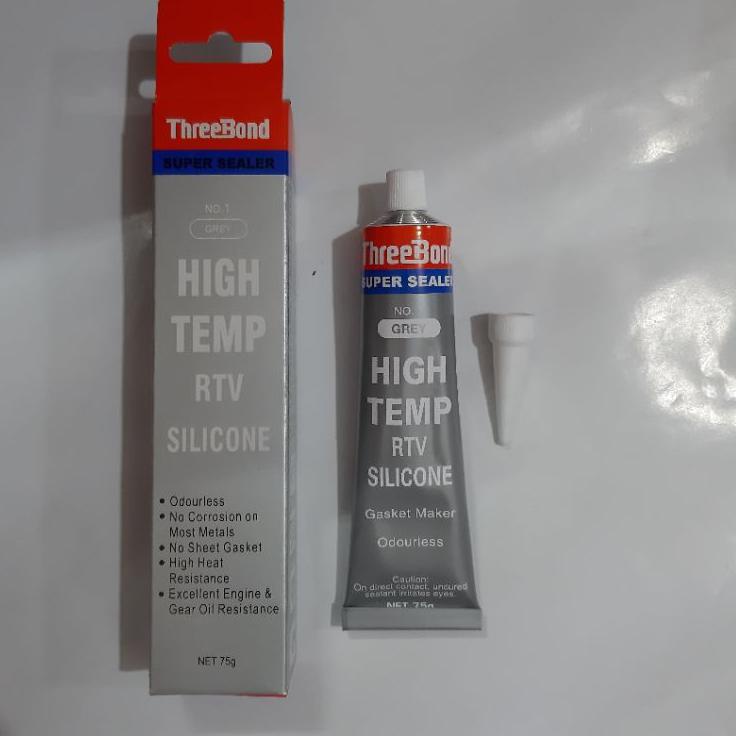 ThreeBond
SUPER SEALER
NO.1
GREY
HIGH
TEMP
RTV
SILICONE
• Odourless
• No Corrosion on
Most Metals
• No Sheet Gasket
• High Heat
Resistance
• Excellent Engine &
Gear Oil Resistance
NET 75g
ThreeBon
SUPER SEALE
NO.
GREY
HIGH
TEMP
RTV
SILICONE
Gasket Maker
Odourless
Caution:
On direct contact, uncured
sealant irritates eyes.
NET 75g